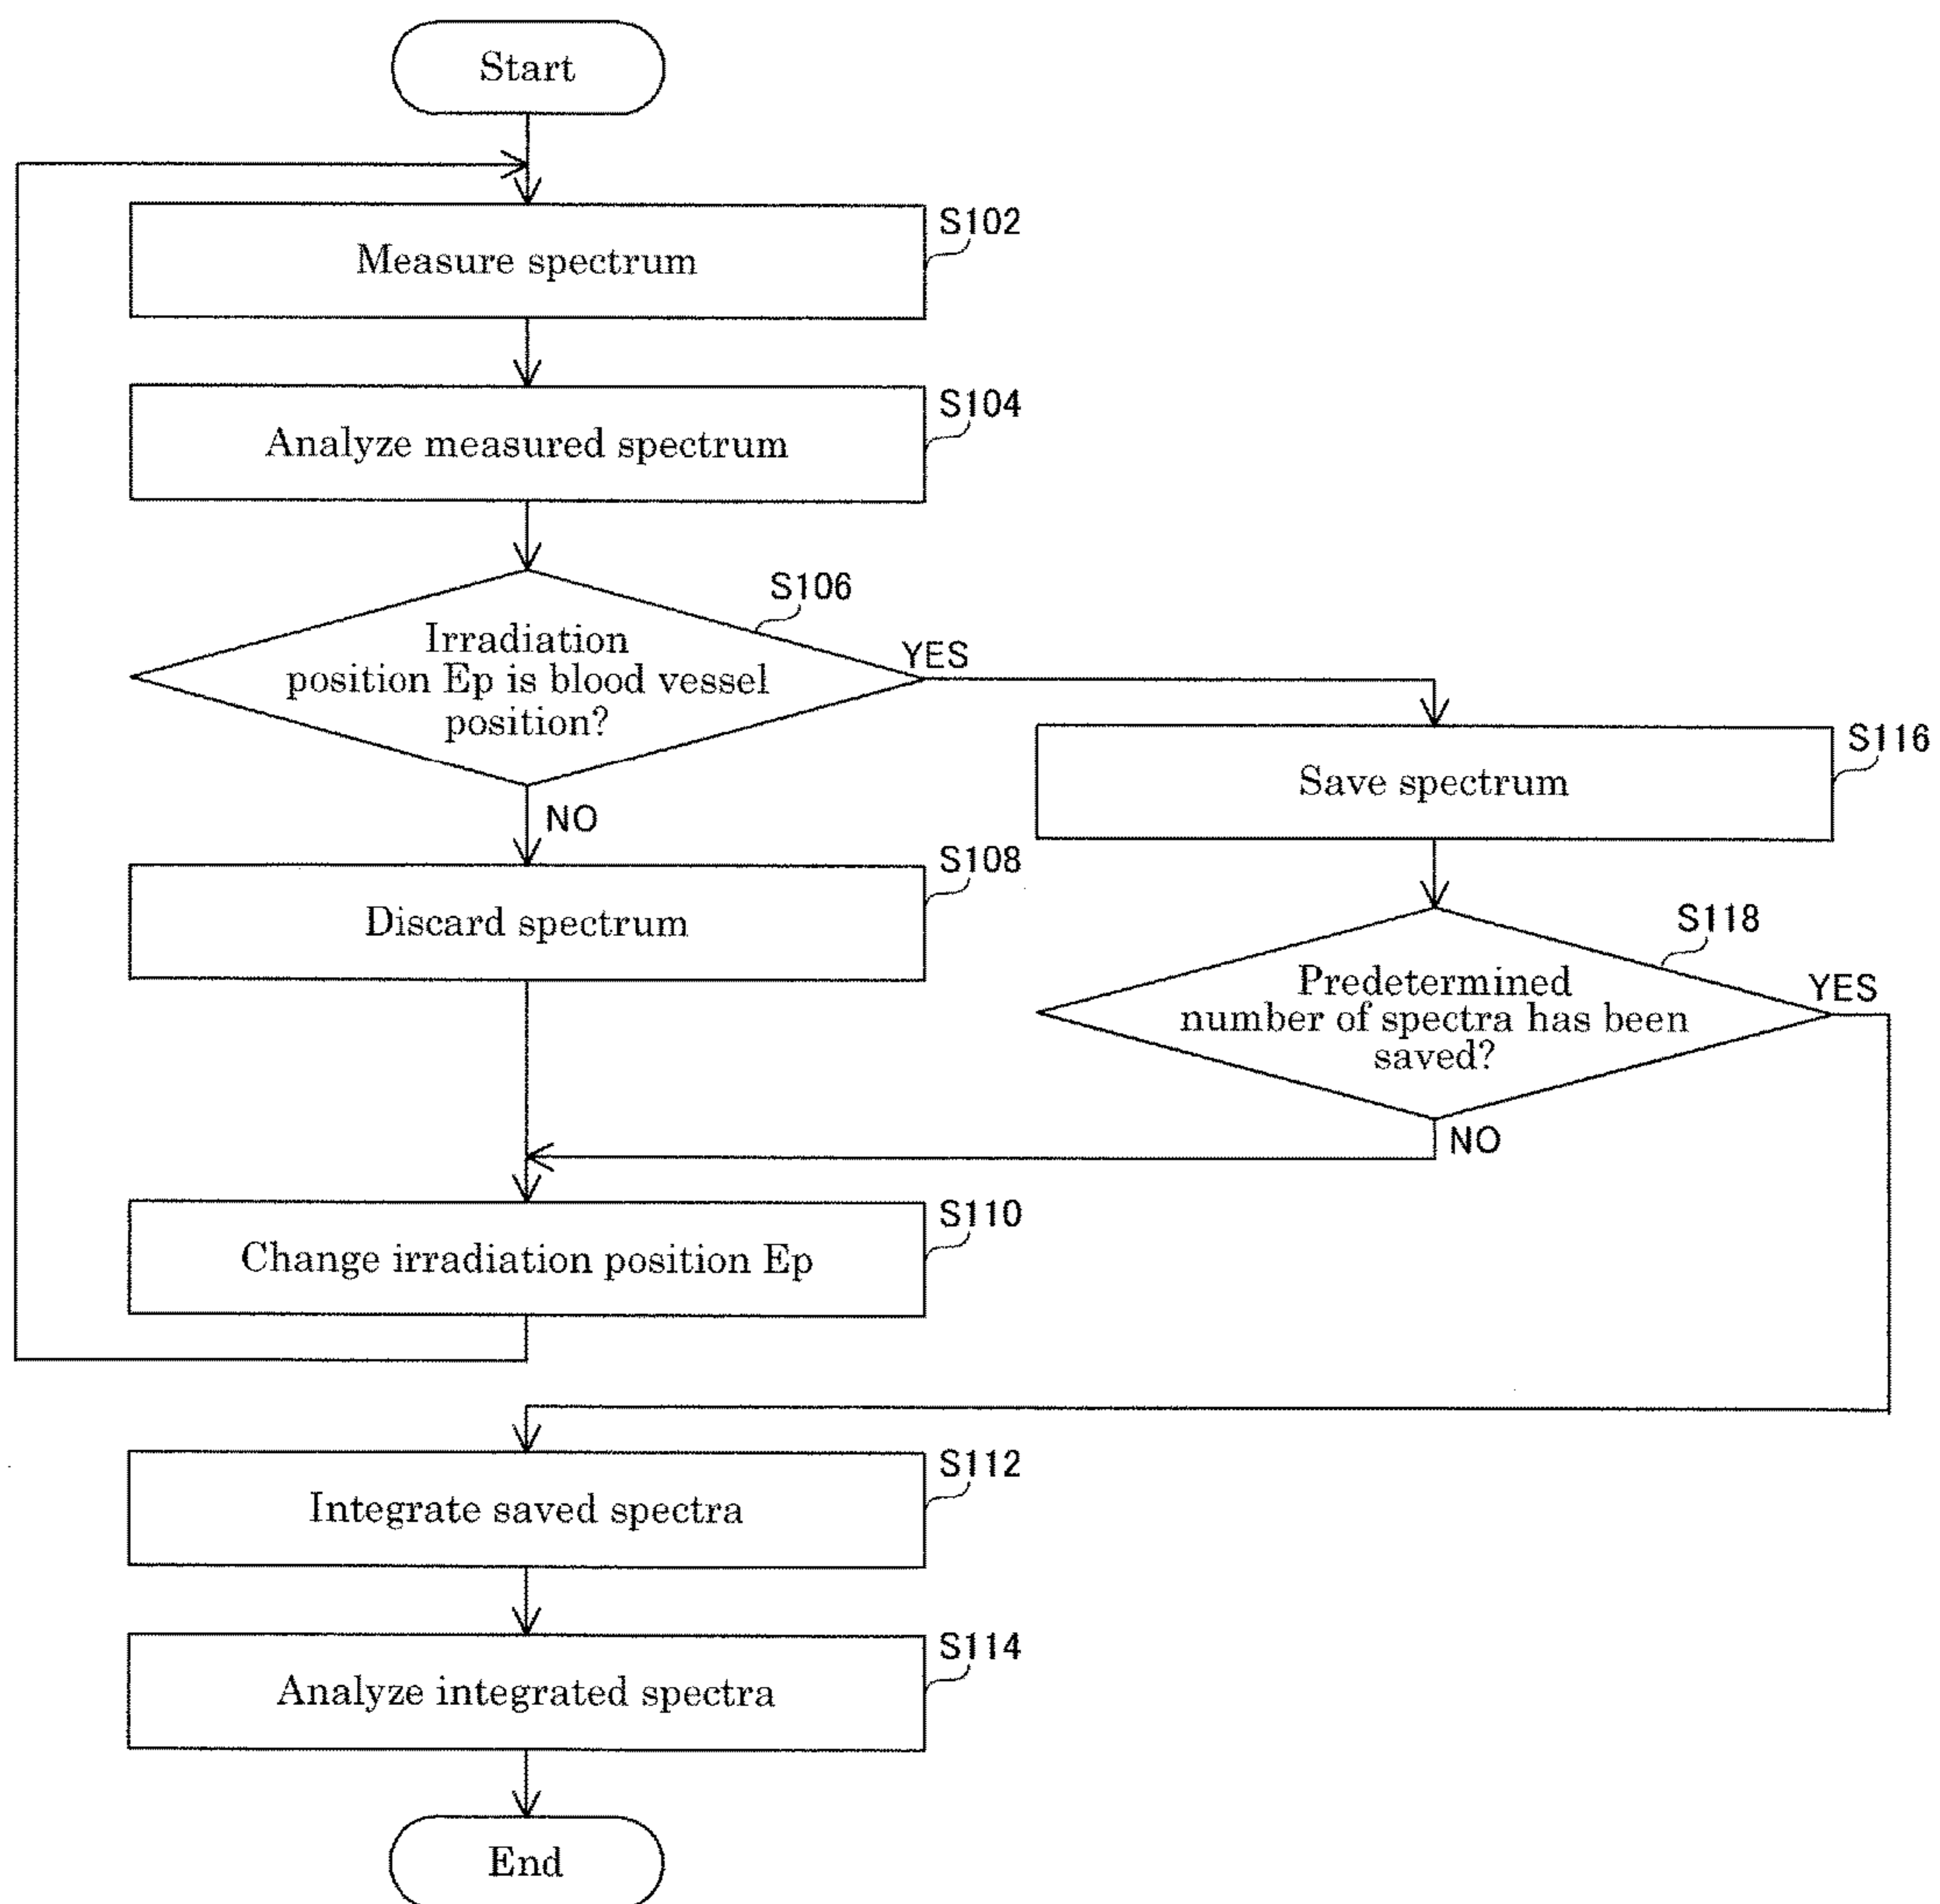 Start
S102
Measure spectrum
S104
Analyze measured spectrum
S106
Irradiation
position Ep is blood vessel
position?
YES
NO
S116
Save spectrum
S108
Discard spectrum
S118
Predetermined
number of spectra has been
saved?
YES
NO
S110
Change irradiation position Ep
S112
Integrate saved spectra
S114
Analyze integrated spectra
End